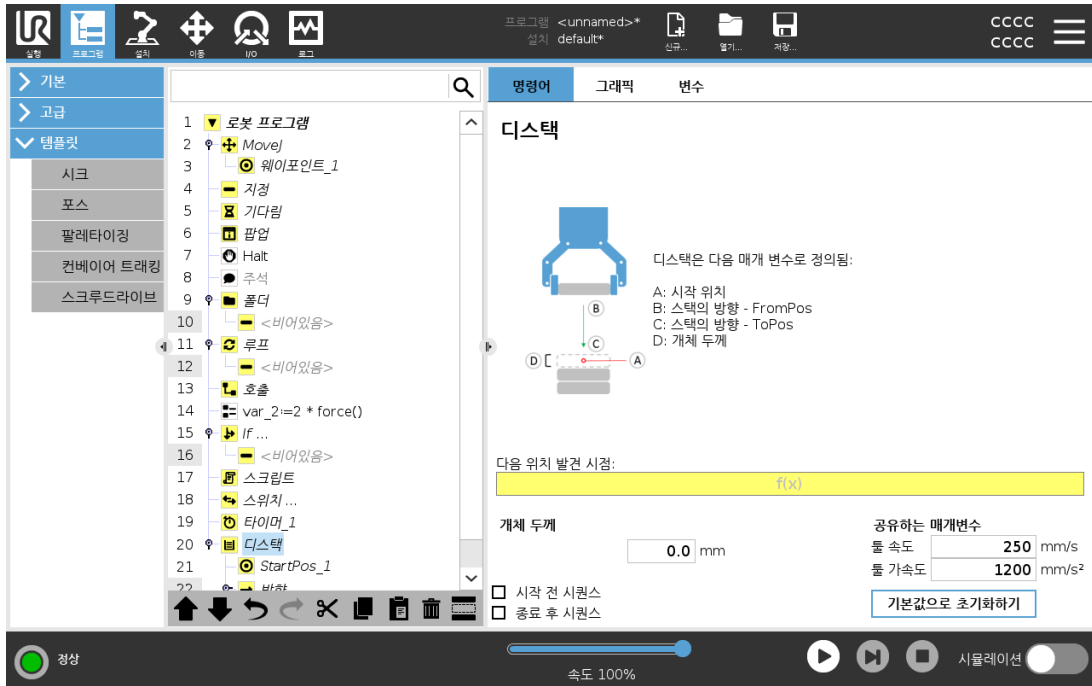 프로그램 <unnamed>*
설치 default*
실행
프로그램
설치
이동
I/O
로그
신규...
열기...
저장...
cccc
cccc
기본
고급
템플릿
시크
포스
팔레타이징
컨베이어 트래킹
스크루드라이브
1 로봇 프로그램
2 MoveJ
3 웨이포인트_1
4 지정
5 기다림
6 팝업
7 Halt
8 주석
9 폴더
10 <비어있음>
11 루프
12 <비어있음>
13 호출
14 var_2≔2 * force()
15 If ...
16 <비어있음>
17 스크립트
18 스위치 ...
19 타이머_1
20 디스택
21 StartPos_1
22 방향
명령어 그래픽 변수
디스택
디스택은 다음 매개 변수로 정의됨:
A: 시작 위치
B: 스택의 방향 - FromPos
C: 스택의 방향 - ToPos
D: 개체 두께
B
C
D
A
다음 위치 발견 시점:
f(x)
개체 두께
0.0 mm
시작 전 시퀀스
종료 후 시퀀스
공유하는 매개변수
툴 속도 250 mm/s
툴 가속도 1200 mm/s²
기본값으로 초기화하기
정상
속도 100%
시뮬레이션